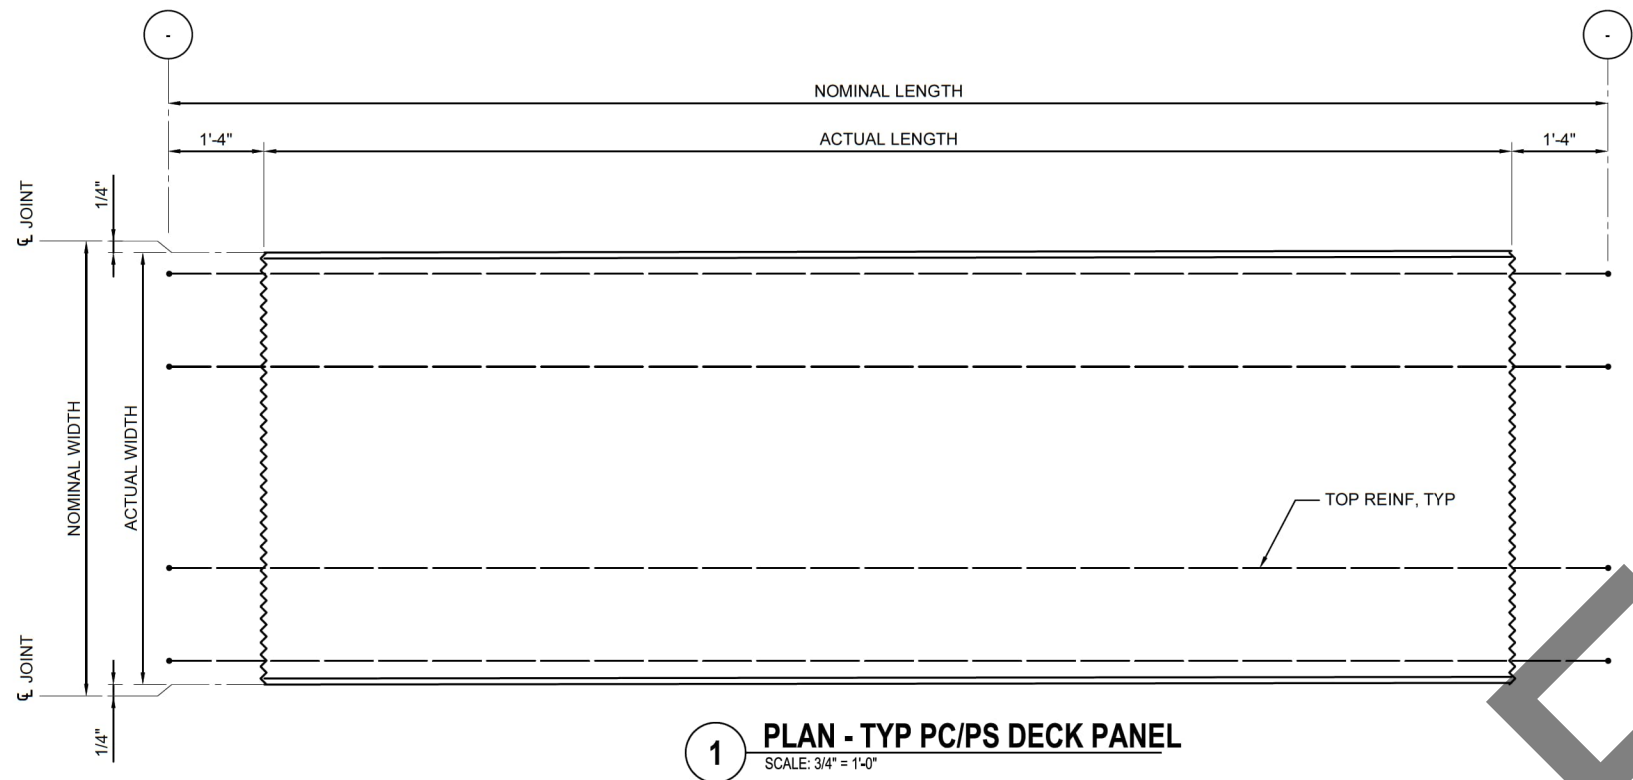 -
-
NOMINAL LENGTH
1'-4"
ACTUAL LENGTH
1'-4"
℄ JOINT
1/4"
NOMINAL WIDTH
ACTUAL WIDTH
TOP REINF, TYP
℄ JOINT
1/4"
1
PLAN - TYP PC/PS DECK PANEL
SCALE: 3/4" = 1'-0"